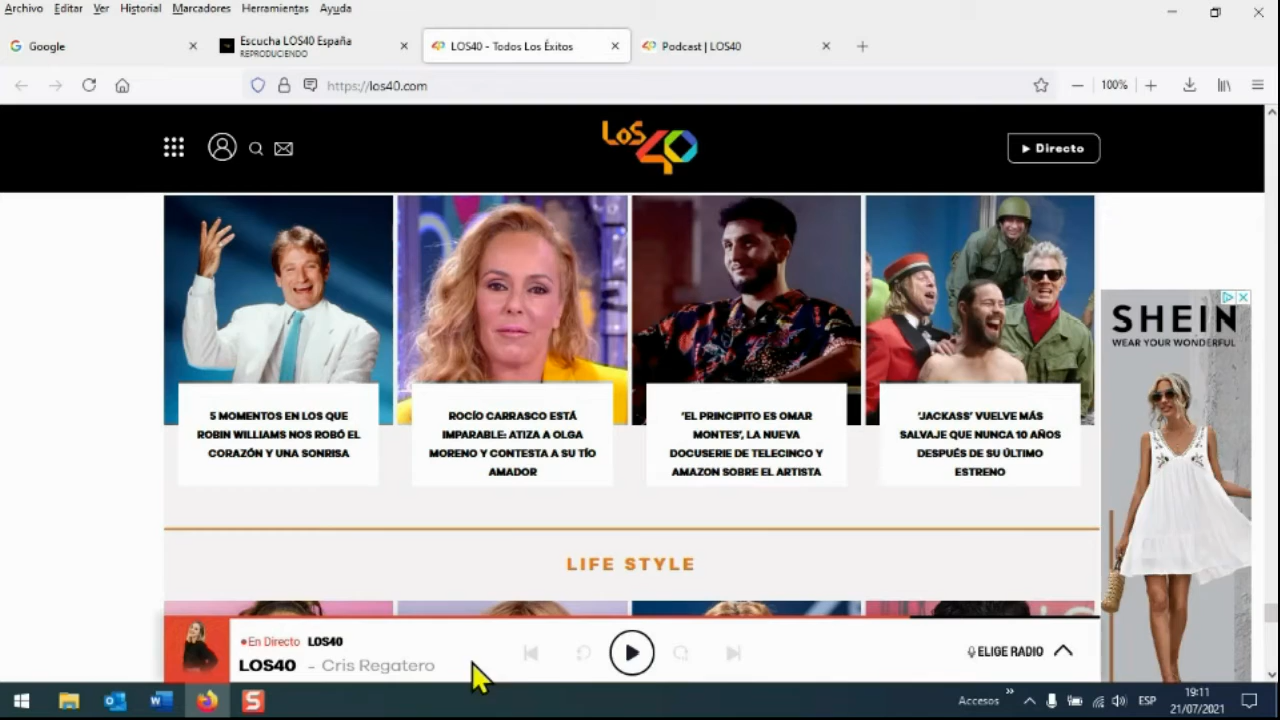 Archivo Editar Ver Historial Marcadores Herramientas Ayuda
Google
Escucha LOS40 España
REPRODUCIENDO
LOS40 - Todos Los Éxitos
Podcast | LOS40
https://los40.com
100%
LOS 40
Directo
SHEIN
WEAR YOUR WONDERFUL
5 MOMENTOS EN LOS QUE
ROBIN WILLIAMS NOS ROBÓ EL
CORAZÓN Y UNA SONRISA
ROCÍO CARRASCO ESTÁ
IMPARABLE: ATIZA A OLGA
MORENO Y CONTESTA A SU TÍO
AMADOR
'EL PRINCIPITO ES OMAR
MONTES', LA NUEVA
DOCUSERIE DE TELECINCO Y
AMAZON SOBRE EL ARTISTA
'JACKASS' VUELVE MÁS
SALVAJE QUE NUNCA 10 AÑOS
DESPUÉS DE SU ÚLTIMO
ESTRENO
LIFE STYLE
En Directo LOS40
LOS40 - Cris Regatero
ELIGE RADIO
Accesos
ESP
19:11
21/07/2021